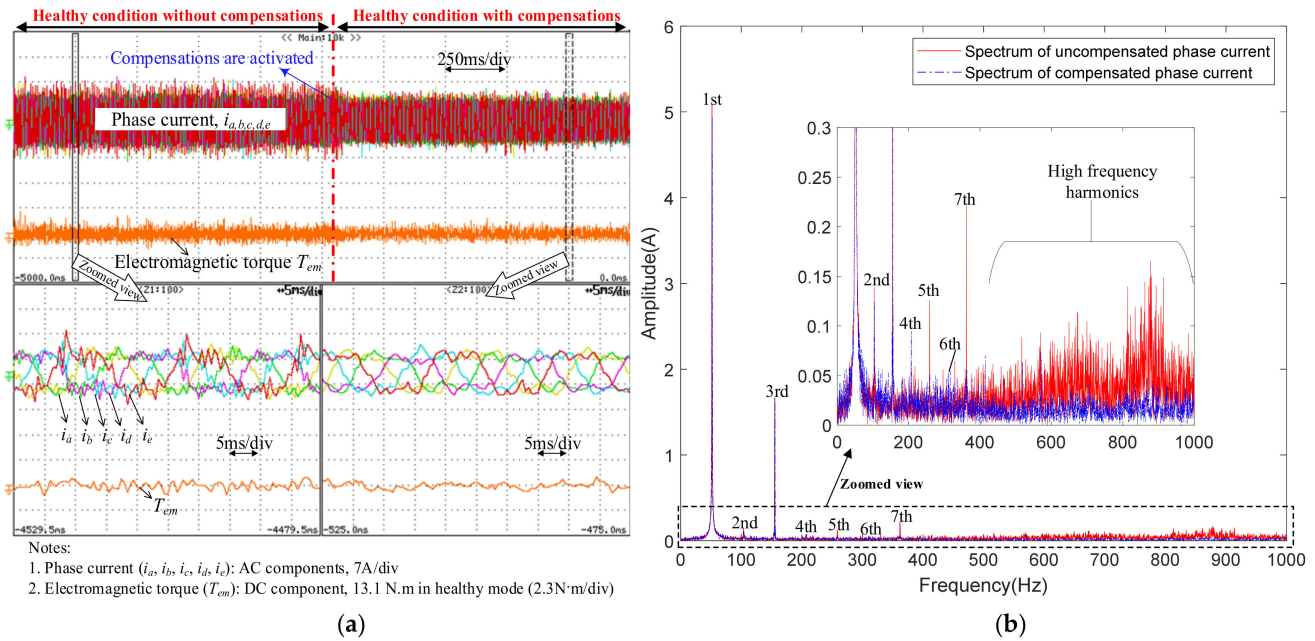 Healthy condition without compensations
Healthy condition with compensations
<< Main:10k >>
Compensations are activated
250ms/div
Phase current, ia,b,c,d,e
Electromagnetic torque Tem
-5000.0ms
0.0ms
Zoomed view
Zoomed view
<Z1:100>
5ms/div
<Z2:100>
5ms/div
ia ib ic id ie
5ms/div
5ms/div
Tem
-4529.5ms
-4479.5ms
-525.0ms
-475.0ms
Notes:
1. Phase current (ia, ib, ic, id, ie): AC components, 7A/div
2. Electromagnetic torque (Tem): DC component, 13.1 N.m in healthy mode (2.3N·m/div)
(a)
Spectrum of uncompensated phase current
Spectrum of compensated phase current
Amplitude(A)
6
5
4
3
2
1
0
1st
3rd
2nd
4th
5th
6th
7th
0.3
0.25
0.2
0.15
0.1
0.05
0
High frequency
harmonics
7th
2nd
5th
4th
6th
0 200 400 600 800 1000
Zoomed view
0 100 200 300 400 500 600 700 800 900 1000
Frequency(Hz)
(b)